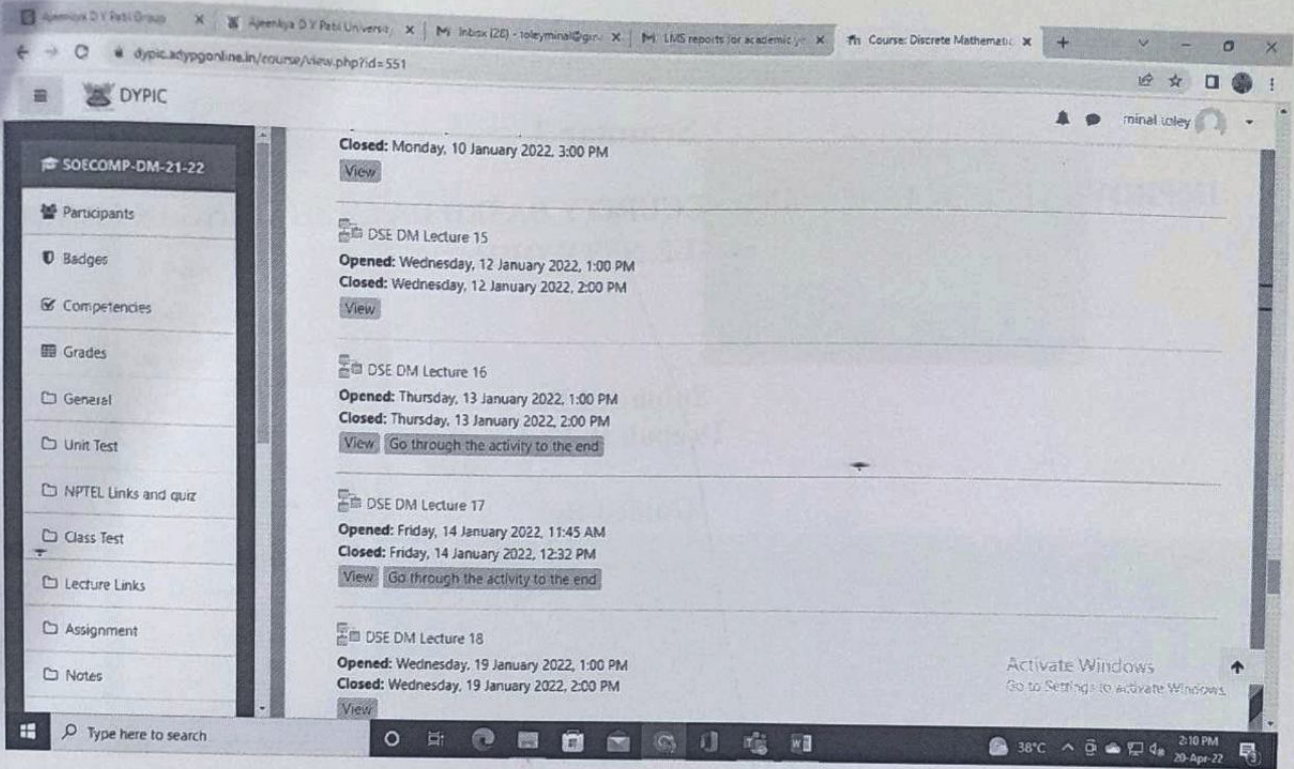 Ajeenkya D Y Patil Group
Ajeenkya D Y Patil University
Inbox (28) - toleyminal@
LMS reports for academic
Course: Discrete Mathematic
dypic.adypgonline.in/course/view.php?id=551
DYPIC
minal toley
SOECOMP-DM-21-22
Participants
Badges
Competencies
Grades
General
Unit Test
NPTEL Links and quiz
Class Test
Lecture Links
Assignment
Notes
Closed: Monday, 10 January 2022, 3:00 PM
View
DSE DM Lecture 15
Opened: Wednesday, 12 January 2022, 1:00 PM
Closed: Wednesday, 12 January 2022, 2:00 PM
View
DSE DM Lecture 16
Opened: Thursday, 13 January 2022, 1:00 PM
Closed: Thursday, 13 January 2022, 2:00 PM
View Go through the activity to the end
DSE DM Lecture 17
Opened: Friday, 14 January 2022, 11:45 AM
Closed: Friday, 14 January 2022, 12:32 PM
View Go through the activity to the end
DSE DM Lecture 18
Opened: Wednesday, 19 January 2022, 1:00 PM
Closed: Wednesday, 19 January 2022, 2:00 PM
View
Activate Windows
Go to Settings to activate Windows.
Type here to search
38°C
2:10 PM
20-Apr-22